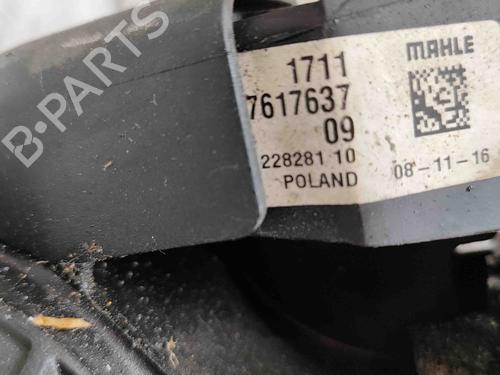 B-PARTS
MAHLE
1711
7617637
09
228281 10
POLAND
08-11-16